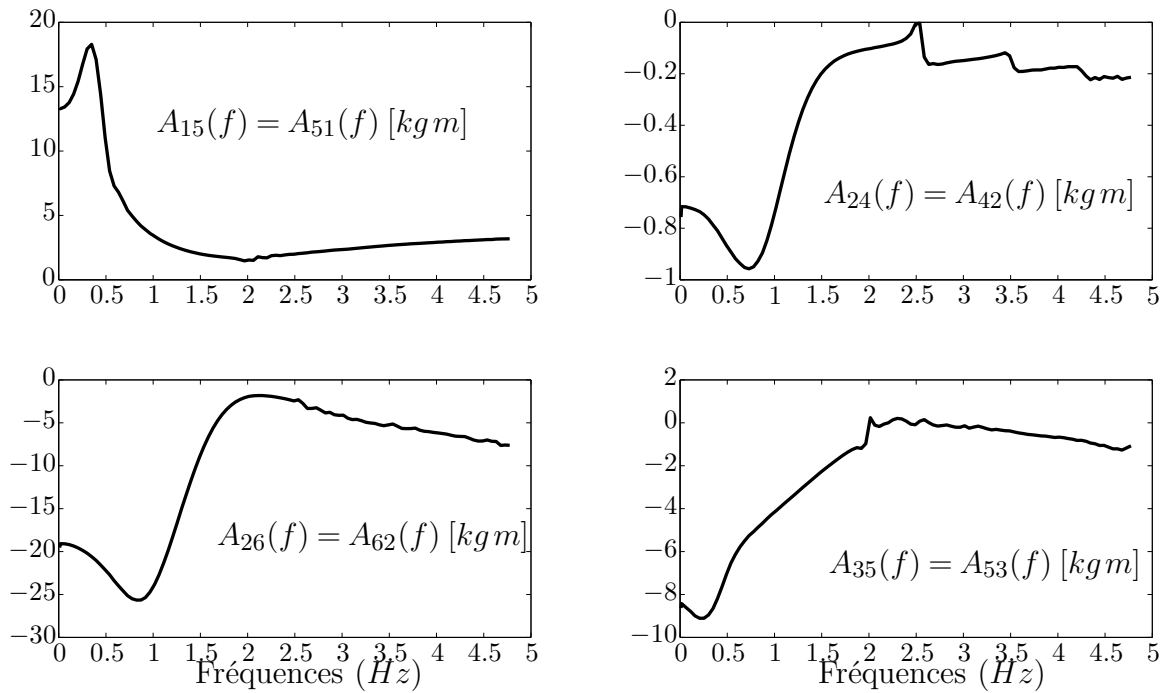 20
15
10
5
0
0 0.5 1 1.5 2 2.5 3 3.5 4 4.5 5
A₁₅(f) = A₅₁(f) [kg m]
0
−0.2
−0.4
−0.6
−0.8
−1
0 0.5 1 1.5 2 2.5 3 3.5 4 4.5 5
A₂₄(f) = A₄₂(f) [kg m]
0
−5
−10
−15
−20
−25
−30
0 0.5 1 1.5 2 2.5 3 3.5 4 4.5 5
A₂₆(f) = A₆₂(f) [kg m]
Fréquences (Hz)
2
0
−2
−4
−6
−8
−10
0 0.5 1 1.5 2 2.5 3 3.5 4 4.5 5
A₃₅(f) = A₅₃(f) [kg m]
Fréquences (Hz)